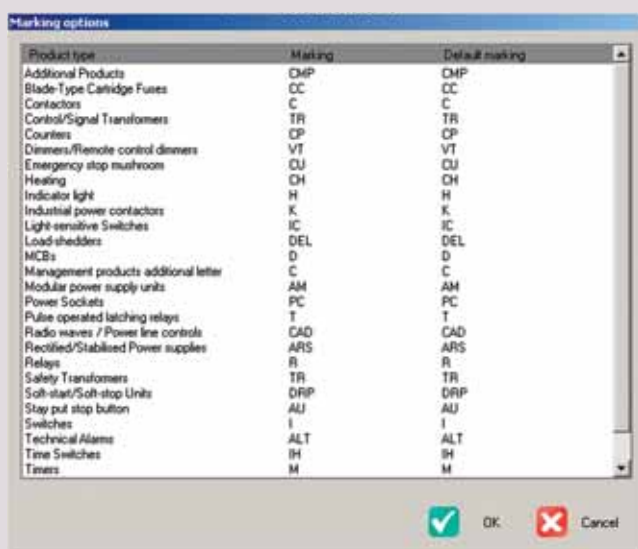 Marking options
Product type Marking Default marking
Additional Products CMP CMP
Blade-Type Cartridge Fuses CC CC
Contactors C C
Control/Signal Transformers TR TR
Counters CP CP
Dimmers/Remote control dimmers VT VT
Emergency stop mushroom CU CU
Heating CH CH
Indicator light H H
Industrial power contactors K K
Light-sensitive Switches IC IC
Load-shedders DEL DEL
MCBs D D
Management products additional letter C C
Modular power supply units AM AM
Power Sockets PC PC
Pulse operated latching relays T T
Radio waves / Power line controls CAD CAD
Rectified/Stabilised Power supplies ARS ARS
Relays R R
Safety Transformers TR TR
Soft-start/Soft-stop Units DRP DRP
Stay put stop button AU AU
Switches I I
Technical Alarms ALT ALT
Time Switches IH IH
Timers M M
OK Cancel